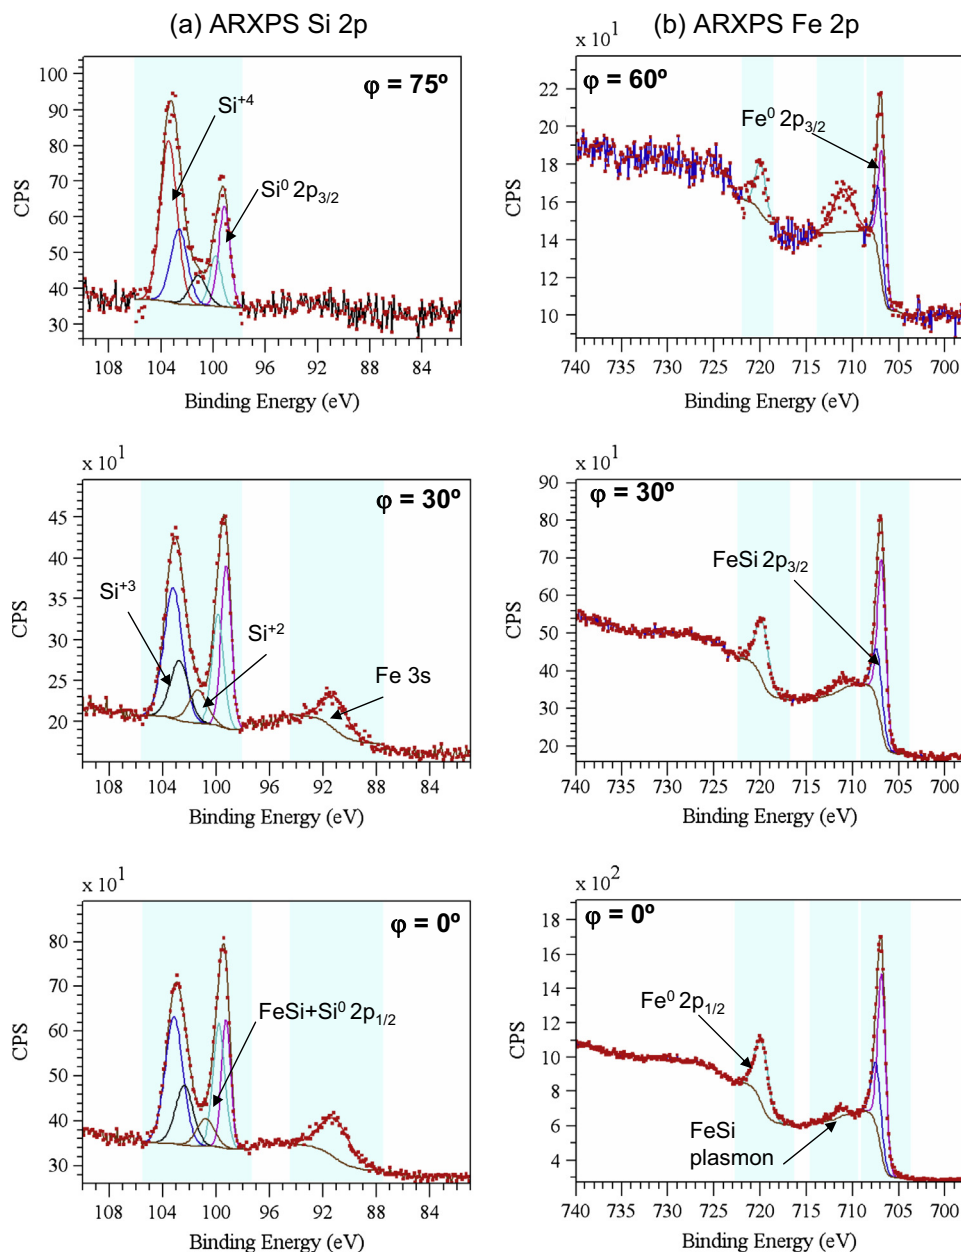 (a) ARXPS Si 2p
(b) ARXPS Fe 2p
φ = 75º
Si⁺⁴
Si⁰ 2p₃/₂
CPS
100
90
80
70
60
50
40
30
108 104 100 96 92 88 84
Binding Energy (eV)
x 10¹
φ = 60º
Fe⁰ 2p₃/₂
CPS
22
20
18
16
14
12
10
740 735 730 725 720 715 710 705 700
Binding Energy (eV)
x 10¹
φ = 30º
Si⁺³
Si⁺²
Fe 3s
CPS
45
40
35
30
25
20
108 104 100 96 92 88 84
Binding Energy (eV)
x 10¹
φ = 30º
FeSi 2p₃/₂
CPS
90
80
70
60
50
40
30
20
740 735 730 725 720 715 710 705 700
Binding Energy (eV)
x 10¹
φ = 0º
FeSi+Si⁰ 2p₁/₂
CPS
80
70
60
50
40
30
108 104 100 96 92 88 84
Binding Energy (eV)
x 10²
φ = 0º
Fe⁰ 2p₁/₂
FeSi
plasmon
CPS
18
16
14
12
10
8
6
4
740 735 730 725 720 715 710 705 700
Binding Energy (eV)